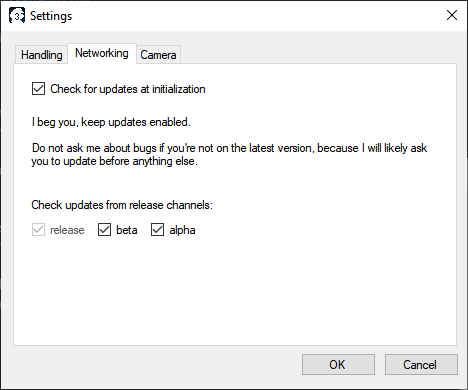 Settings
Handling Networking Camera
Check for updates at initialization
I beg you, keep updates enabled.
Do not ask me about bugs if you're not on the latest version, because I will likely ask
you to update before anything else.
Check updates from release channels:
release beta alpha
OK Cancel